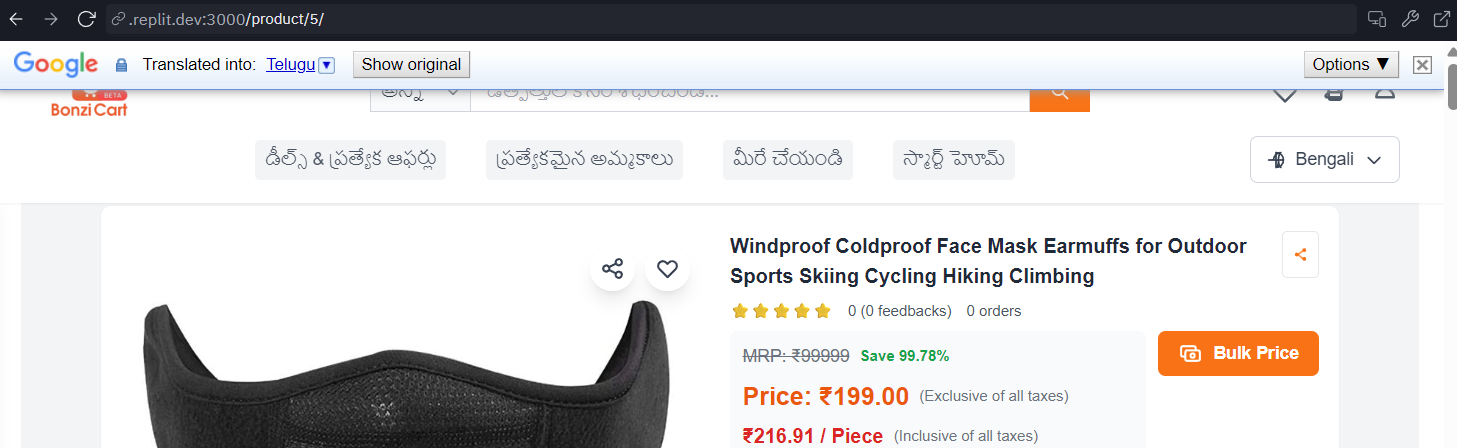 .replit.dev:3000/product/5/
Google Translated into: Telugu Show original Options ▼
BETA
Bonzi Cart
డీల్స్ & ప్రత్యేక ఆఫర్లు ప్రత్యేకమైన అమ్మకాలు మీరే చేయండి స్మార్ట్ హోమ్ Bengali
Windproof Coldproof Face Mask Earmuffs for Outdoor
Sports Skiing Cycling Hiking Climbing
0 (0 feedbacks) 0 orders
MRP: ₹99999 Save 99.78% Bulk Price
Price: ₹199.00 (Exclusive of all taxes)
₹216.91 / Piece (Inclusive of all taxes)